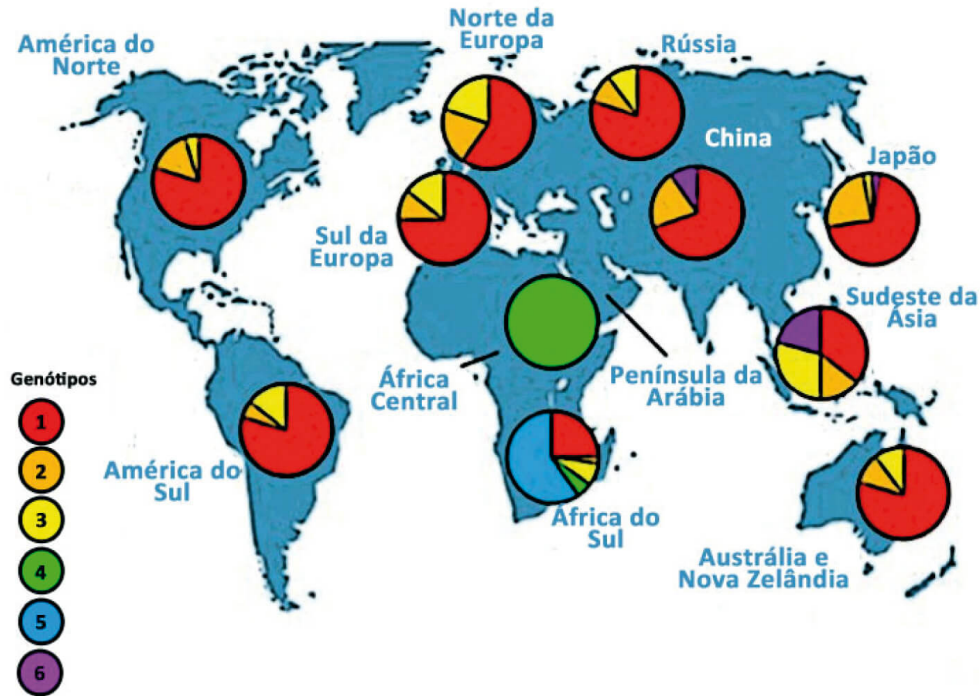 América do
Norte
Norte da
Europa
Rússia
China
Japão
Sul da
Europa
Sudeste da
Ásia
África
Central
Península da
Arábia
América do
Sul
África do
Sul
Austrália e
Nova Zelândia
Genótipos
1
2
3
4
5
6